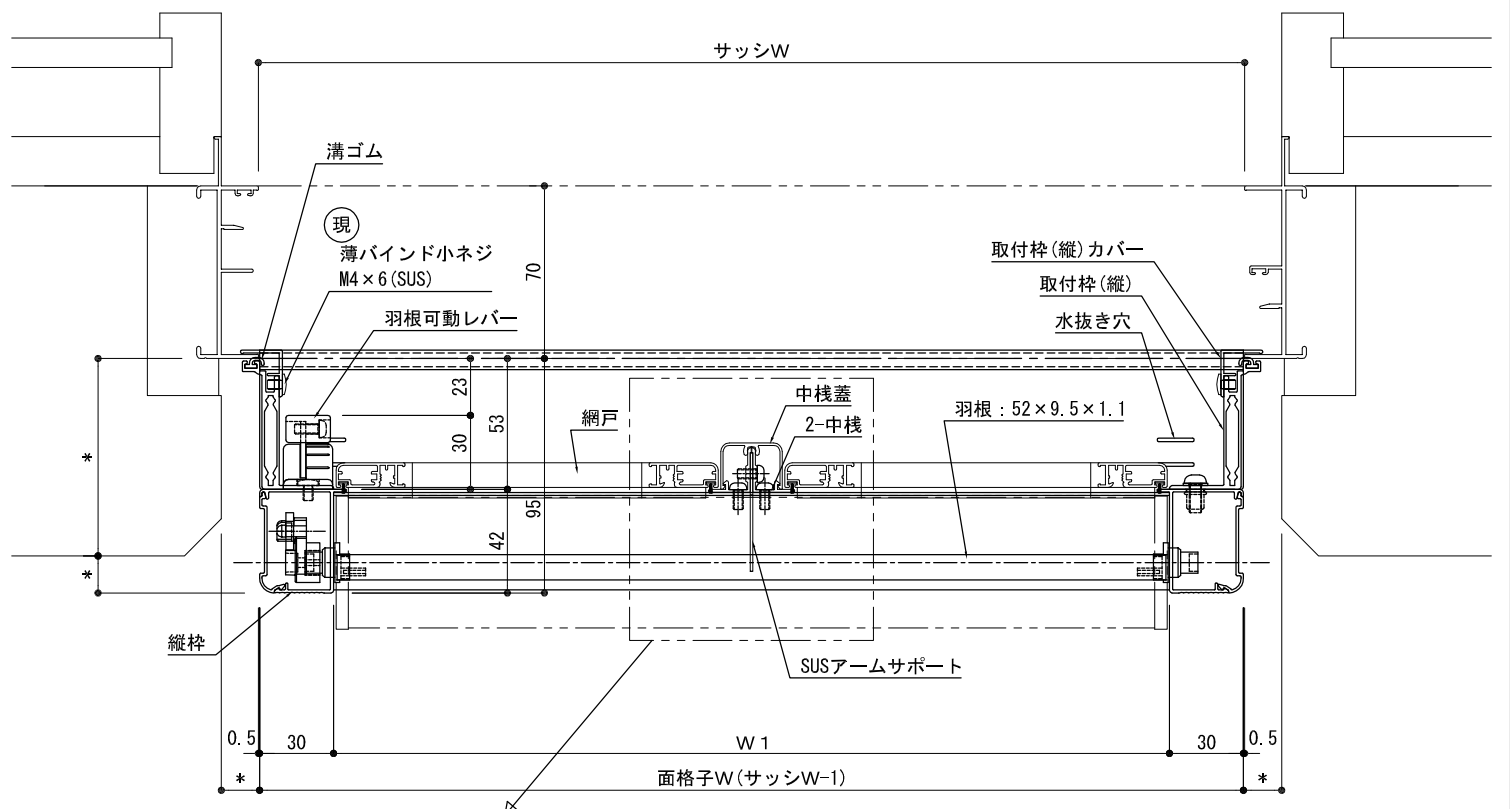 サッシW
溝ゴム
現
薄バインド小ネジ
M4×6(SUS)
羽根可動レバー
70
取付枠(縦)カバー
取付枠(縦)
水抜き穴
23
30
53
網戸
中桟蓋
2-中桟
羽根:52×9.5×1.1
*
*
42
95
縦枠
SUSアームサポート
0.5
30
W1
30
0.5
*
面格子W(サッシW-1)
*